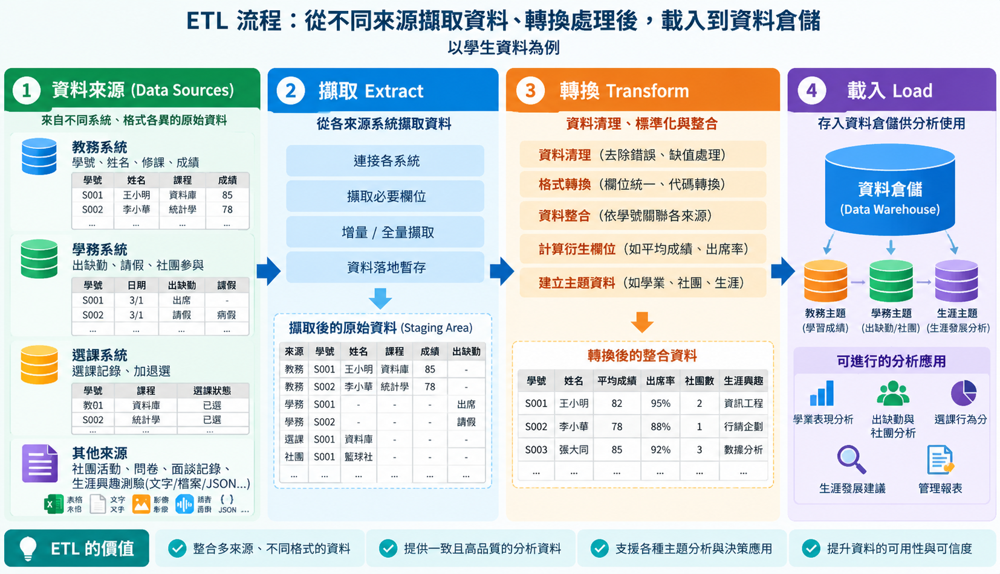 ETL 流程：從不同來源擷取資料、轉換處理後，載入到資料倉儲
以學生資料為例
1 資料來源 (Data Sources)
來自不同系統、格式各異的原始資料
教務系統
學號、姓名、修課、成績
學號 姓名 課程 成績
S001 王小明 資料庫 85
S002 李小華 統計學 78
... ... ... ...
學務系統
出缺勤、請假、社團參與
學號 日期 出缺勤 請假
S001 3/1 出席 -
S002 3/1 請假 病假
... ... ... ...
選課系統
選課記錄、加退選
學號 課程 選課狀態
教01 資料庫 已選
S002 統計學 已選
... ... ...
其他來源
社團活動、問卷、面談記錄、
生涯興趣測驗(文字/檔案/JSON...)
表格 文字 影像 { }
JSON ...
2 擷取 Extract
從各來源系統擷取資料
連接各系統
擷取必要欄位
增量 / 全量擷取
資料落地暫存
擷取後的原始資料 (Staging Area)
來源 學號 姓名 課程 成績 出缺勤
教務 S001 王小明 資料庫 85 -
教務 S002 李小華 統計學 78 -
學務 S001 - - - 出席
學務 S002 - - - 請假
選課 S001 資料庫 - - -
社團 S001 籃球社 - - -
... ... ... ... ... ...
3 轉換 Transform
資料清理、標準化與整合
資料清理（去除錯誤、缺值處理）
格式轉換（欄位統一、代碼轉換）
資料整合（依學號關聯各來源）
計算衍生欄位（如平均成績、出席率）
建立主題資料（如學業、社團、生涯）
轉換後的整合資料
學號 姓名 平均成績 出席率 社團數 生涯興趣
S001 王小明 82 95% 2 資訊工程
S002 李小華 78 88% 1 行銷企劃
S003 張大同 85 92% 3 數據分析
... ... ... ... ... ...
4 載入 Load
存入資料倉儲供分析使用
資料倉儲
(Data Warehouse)
教務主題 學務主題 生涯主題
(學習成績) (出缺勤/社團) (生涯發展分析)
可進行的分析應用
學業表現分析 出缺勤與 選課行為分
社團分析
生涯發展建議 管理報表
ETL 的價值
整合多來源、不同格式的資料
提供一致且高品質的分析資料
支援各種主題分析與決策應用
提升資料的可用性與可信度